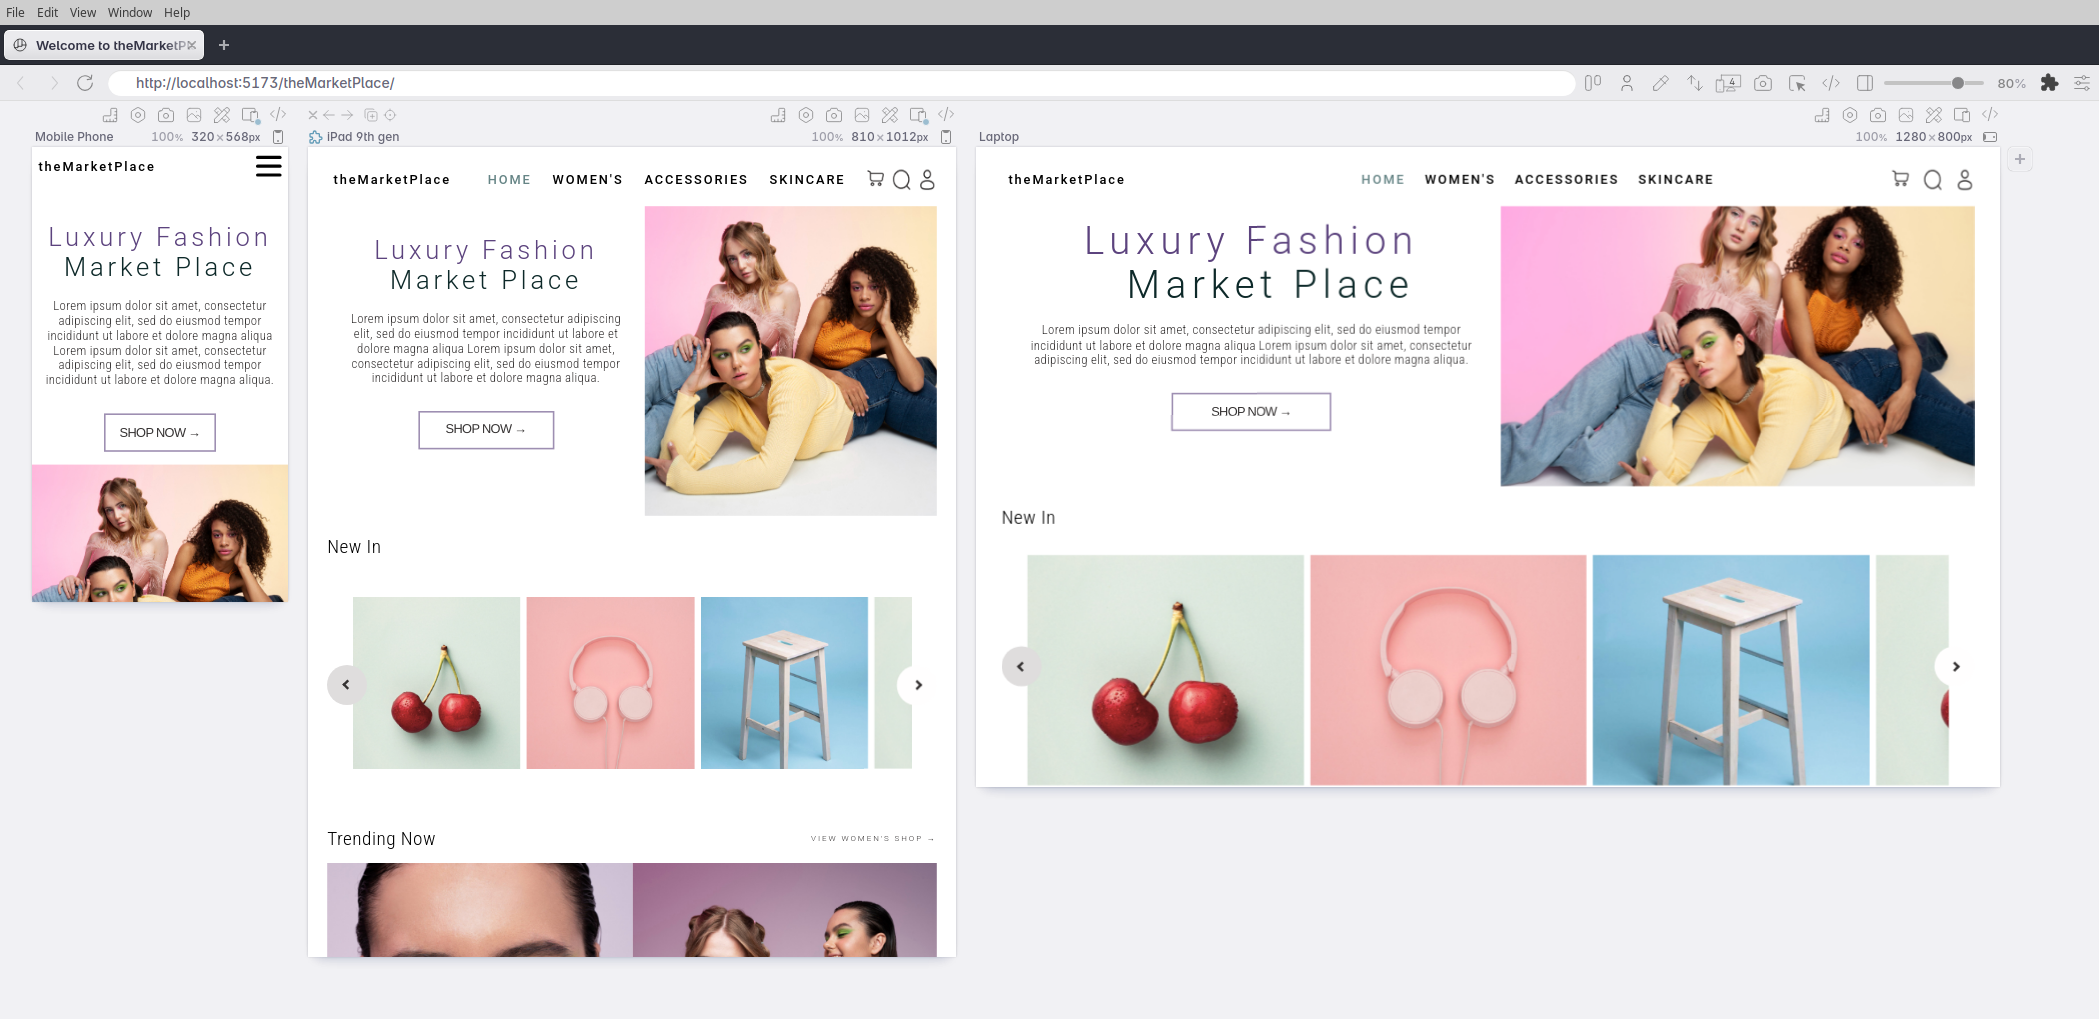 File Edit View Window Help
Welcome to theMarketPl
http://localhost:5173/theMarketPlace/
4
80%
Mobile Phone 100% 320×568px
theMarketPlace
Luxury Fashion
Market Place
Lorem ipsum dolor sit amet, consectetur
adipiscing elit, sed do eiusmod tempor
incididunt ut labore et dolore magna aliqua
Lorem ipsum dolor sit amet, consectetur
adipiscing elit, sed do eiusmod tempor
incididunt ut labore et dolore magna aliqua.
SHOP NOW →
iPad 9th gen 100% 810×1012px
theMarketPlace HOME WOMEN'S ACCESSORIES SKINCARE
Luxury Fashion
Market Place
Lorem ipsum dolor sit amet, consectetur adipiscing
elit, sed do eiusmod tempor incididunt ut labore et
dolore magna aliqua Lorem ipsum dolor sit amet,
consectetur adipiscing elit, sed do eiusmod tempor
incididunt ut labore et dolore magna aliqua.
SHOP NOW →
New In
Trending Now
VIEW WOMEN'S SHOP →
Laptop 100% 1280×800px
theMarketPlace HOME WOMEN'S ACCESSORIES SKINCARE
Luxury Fashion
Market Place
Lorem ipsum dolor sit amet, consectetur adipiscing elit, sed do eiusmod tempor
incididunt ut labore et dolore magna aliqua Lorem ipsum dolor sit amet, consectetur
adipiscing elit, sed do eiusmod tempor incididunt ut labore et dolore magna aliqua.
SHOP NOW →
New In